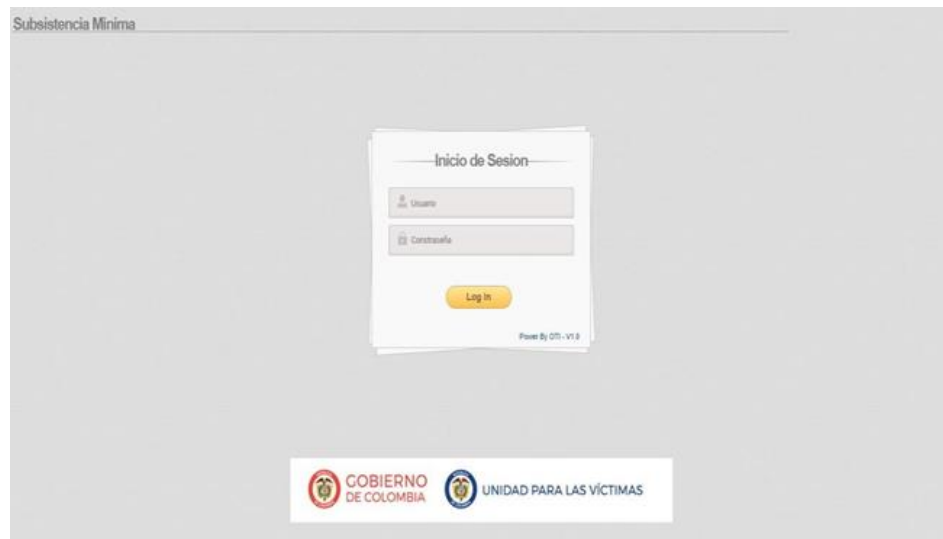 Subsistencia Minima
Inicio de Sesion
Usuario
Constraseña
Log In
Power By OTI - V1.0
GOBIERNO
DE COLOMBIA
UNIDAD PARA LAS VÍCTIMAS